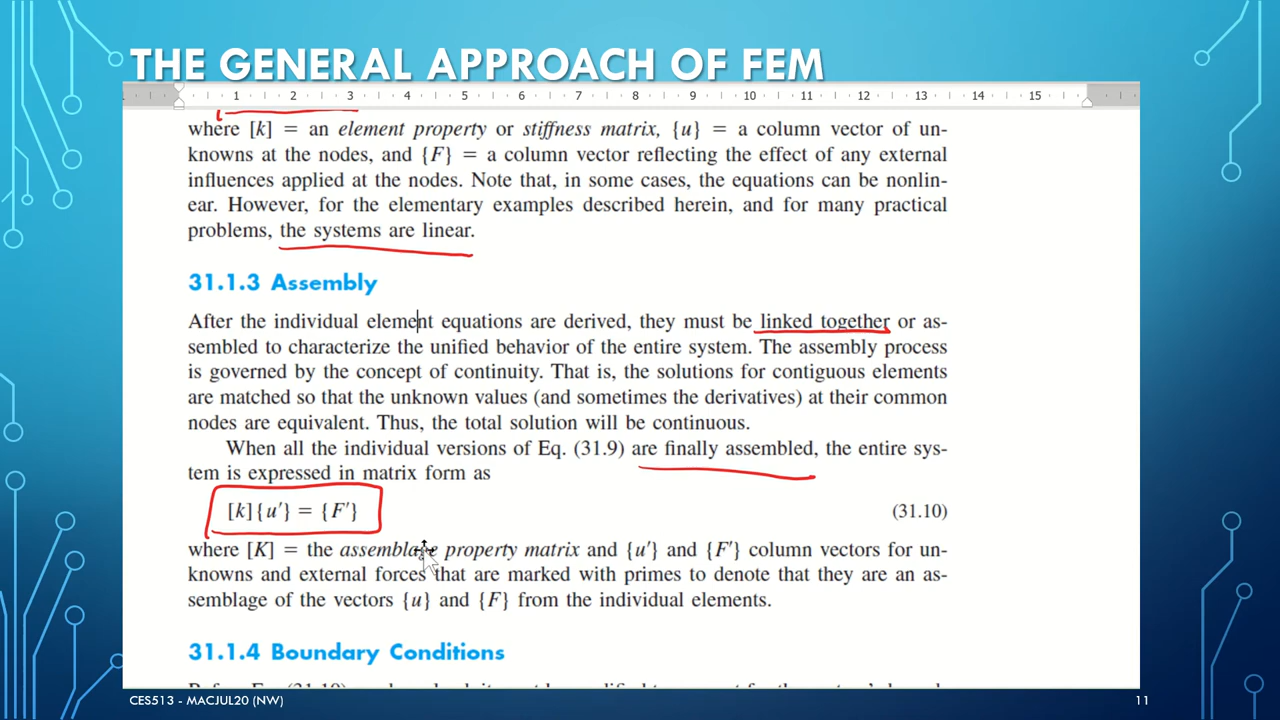 THE GENERAL APPROACH OF FEM
1 2 3 4 5 6 7 8 9 10 11 12 13 14 15
where [k] = an element property or stiffness matrix, {u} = a column vector of un-
knowns at the nodes, and {F} = a column vector reflecting the effect of any external
influences applied at the nodes. Note that, in some cases, the equations can be nonlin-
ear. However, for the elementary examples described herein, and for many practical
problems, the systems are linear.
31.1.3 Assembly
After the individual element equations are derived, they must be linked together or as-
sembled to characterize the unified behavior of the entire system. The assembly process
is governed by the concept of continuity. That is, the solutions for contiguous elements
are matched so that the unknown values (and sometimes the derivatives) at their common
nodes are equivalent. Thus, the total solution will be continuous.
When all the individual versions of Eq. (31.9) are finally assembled, the entire sys-
tem is expressed in matrix form as
[k]{u′} = {F′} (31.10)
where [K] = the assemblage property matrix and {u′} and {F′} column vectors for un-
knowns and external forces that are marked with primes to denote that they are an as-
semblage of the vectors {u} and {F} from the individual elements.
31.1.4 Boundary Conditions
CES513 - MACJUL20 (NW) 11